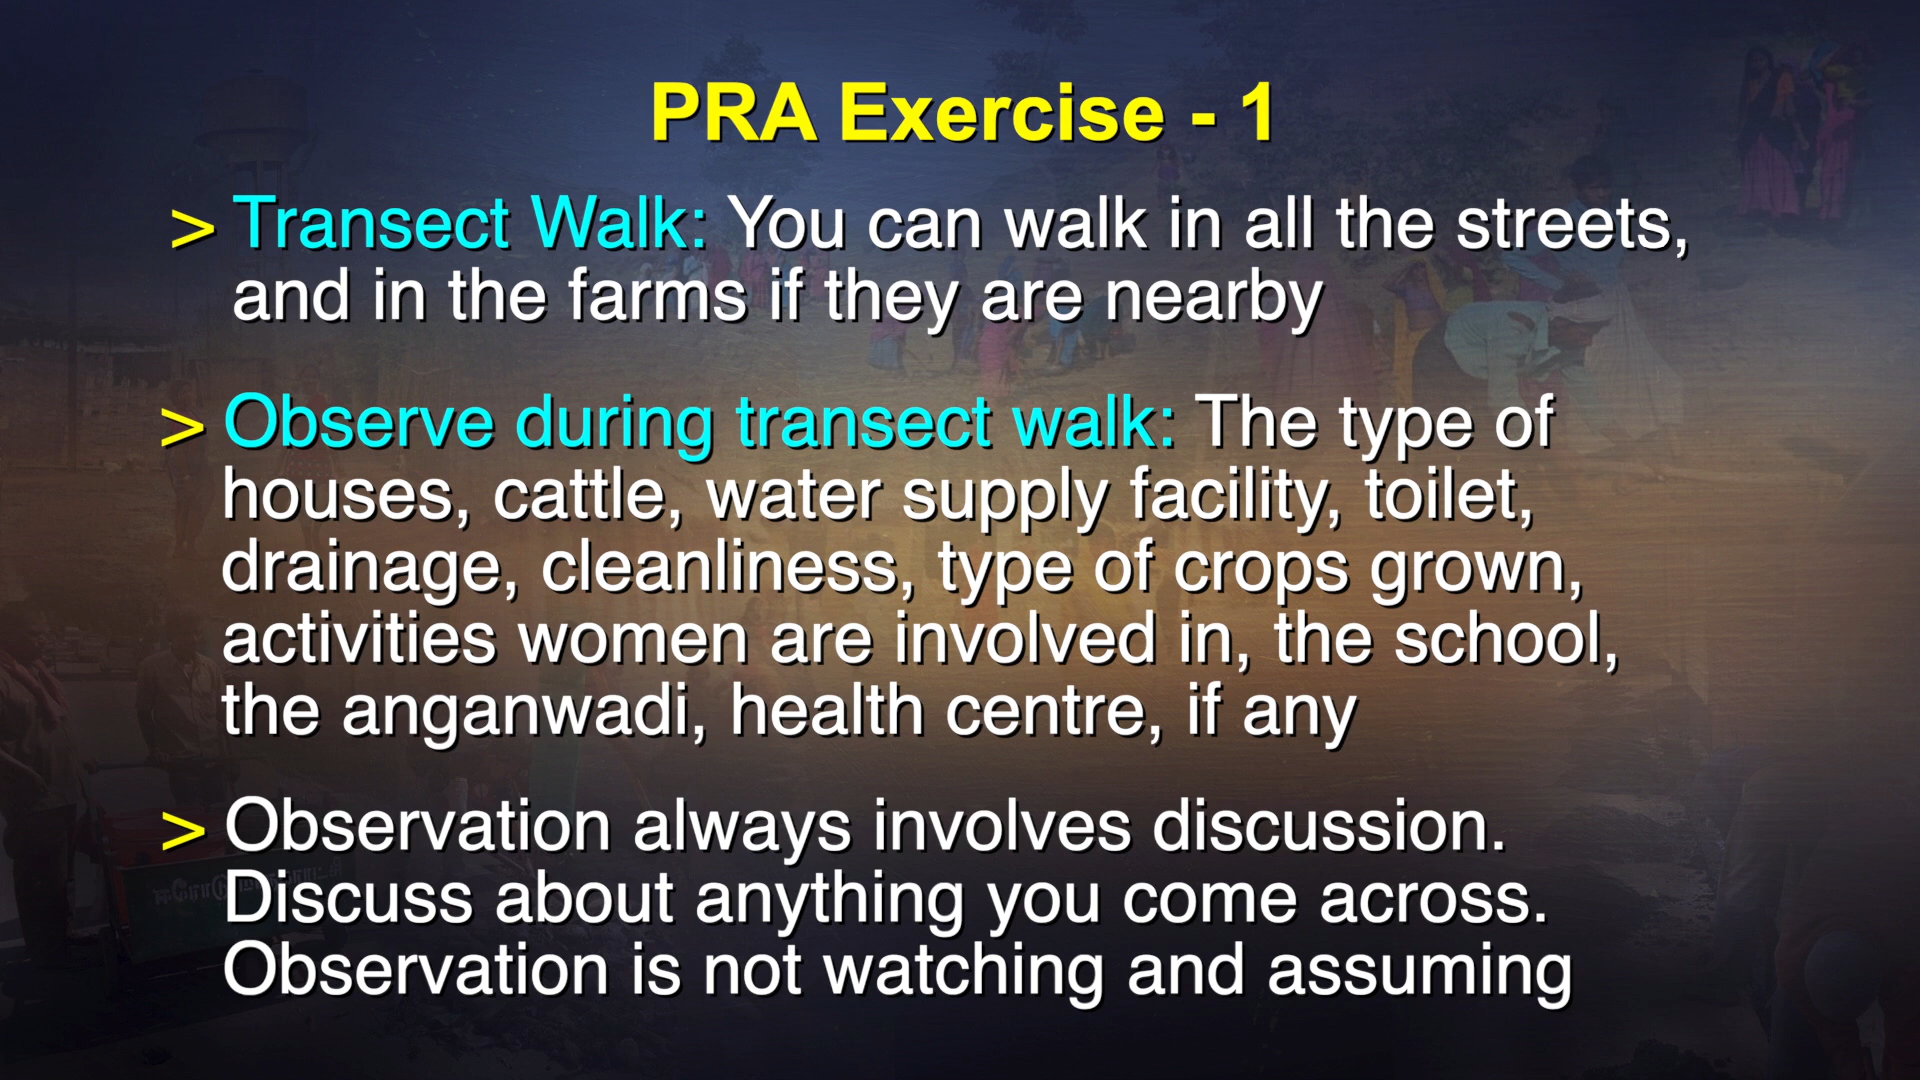 PRA Exercise - 1
> Transect Walk: You can walk in all the streets,
and in the farms if they are nearby
> Observe during transect walk: The type of
houses, cattle, water supply facility, toilet,
drainage, cleanliness, type of crops grown,
activities women are involved in, the school,
the anganwadi, health centre, if any
> Observation always involves discussion.
Discuss about anything you come across.
Observation is not watching and assuming